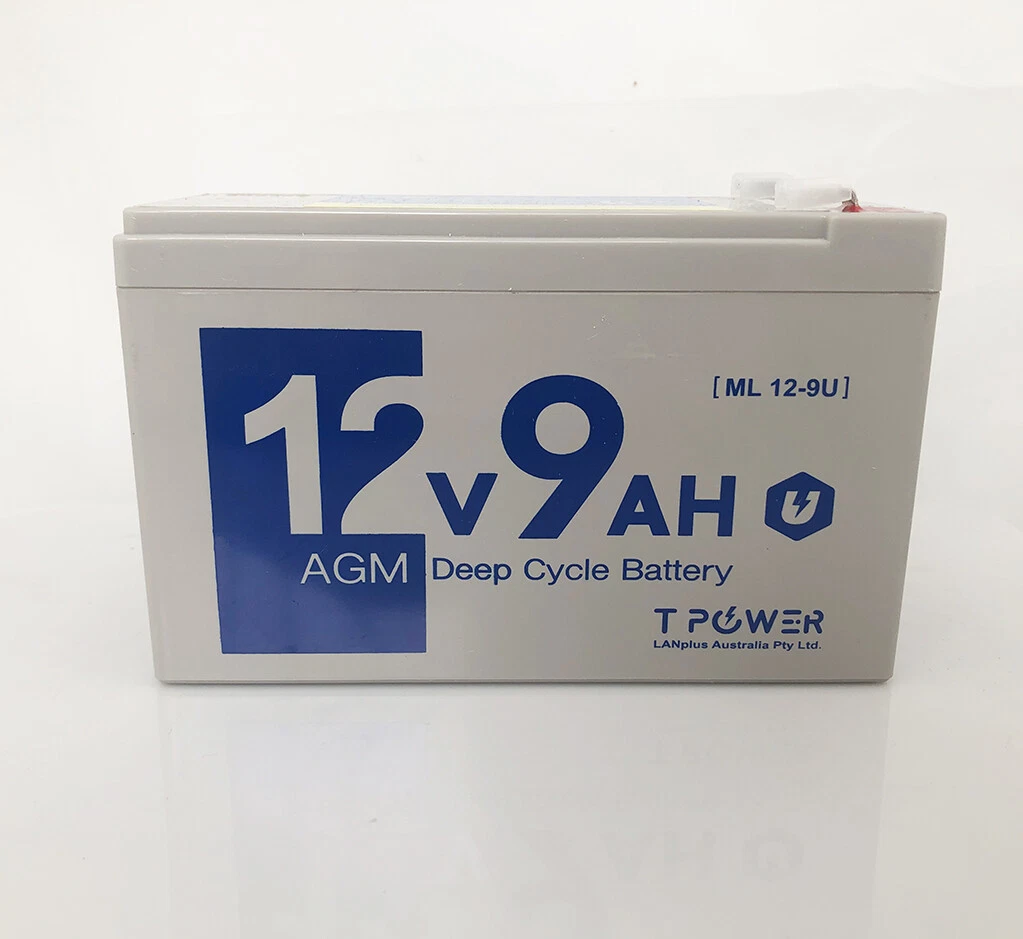 [ML 12-9U]
12V9AH
AGM Deep Cycle Battery
T POWER
LANplus Australia Pty Ltd.